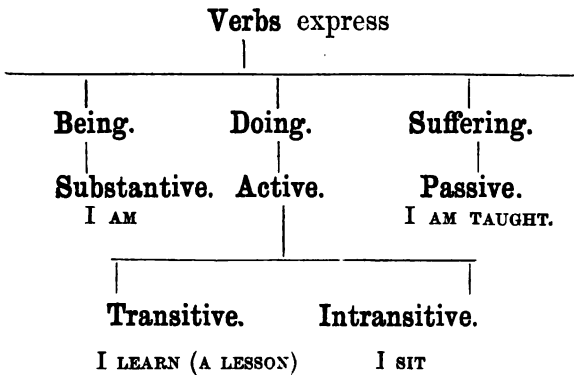 Verbs express
Being. Doing. Suffering.
Substantive. Active. Passive.
I AM I AM TAUGHT.
Transitive. Intransitive.
I LEARN (A LESSON) I SIT